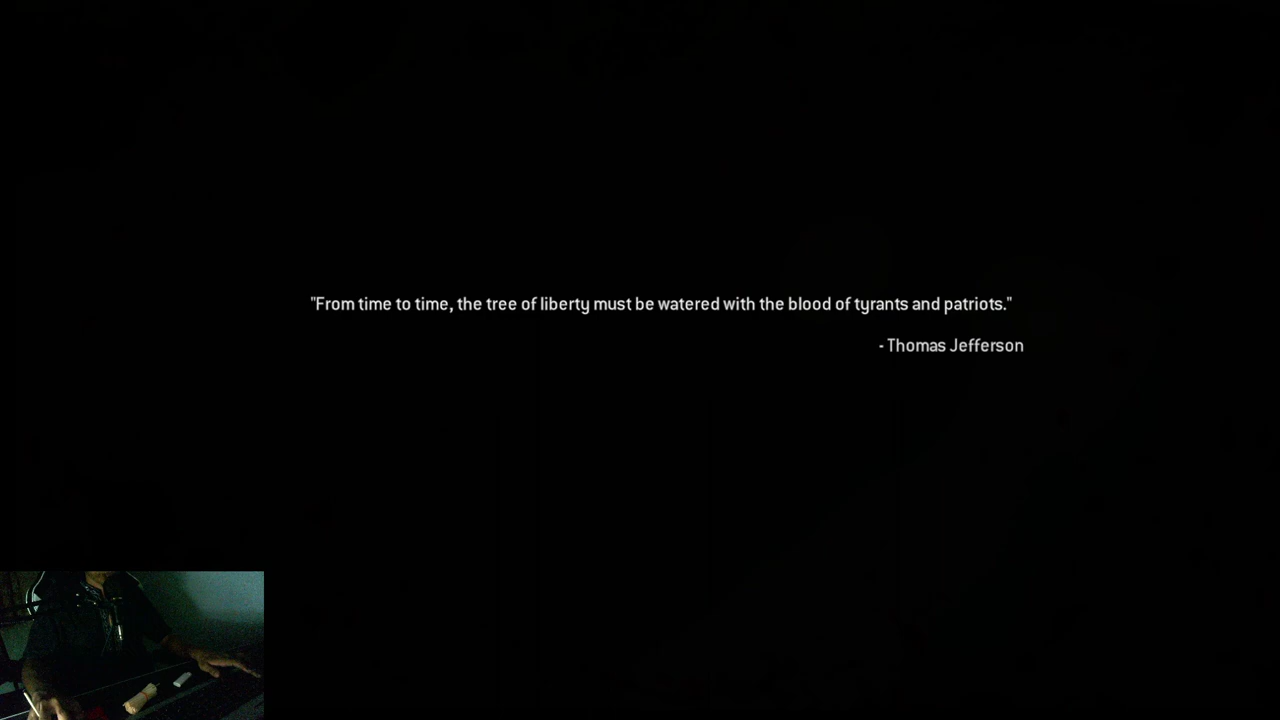 "From time to time, the tree of liberty must be watered with the blood of tyrants and patriots."
- Thomas Jefferson